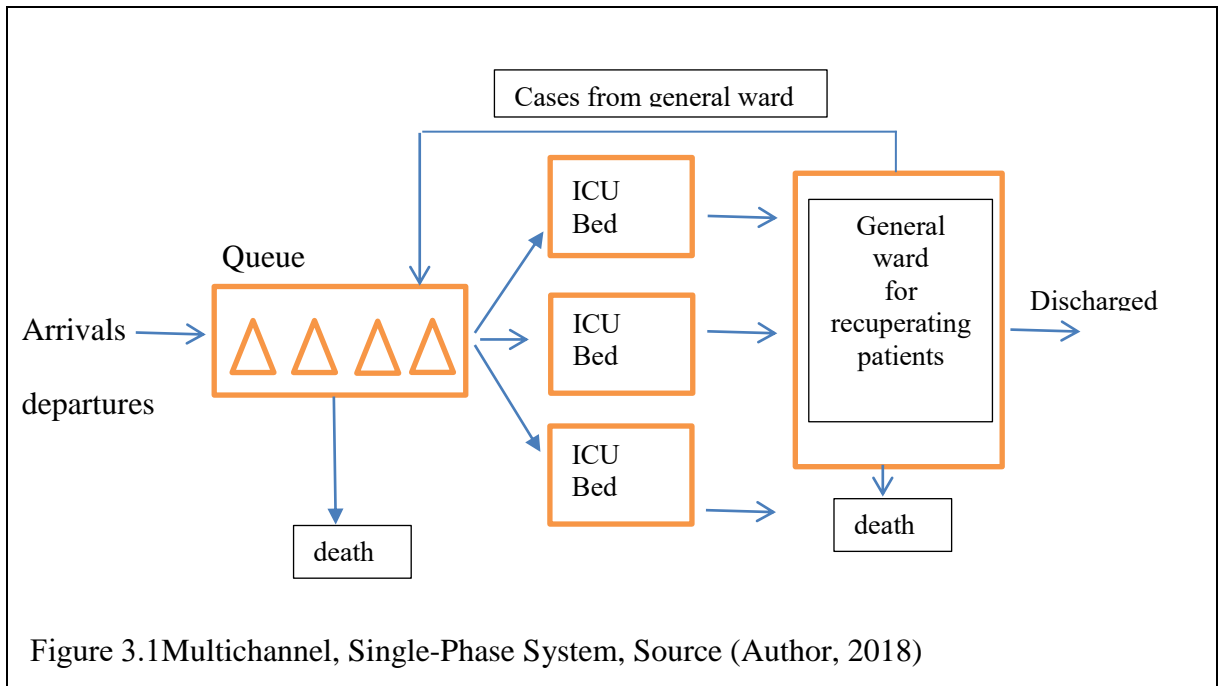 Cases from general ward
Queue
Arrivals
departures
ICU
Bed
ICU
Bed
ICU
Bed
General
ward
for
recuperating
patients
Discharged
death
death
Figure 3.1Multichannel, Single-Phase System, Source (Author, 2018)